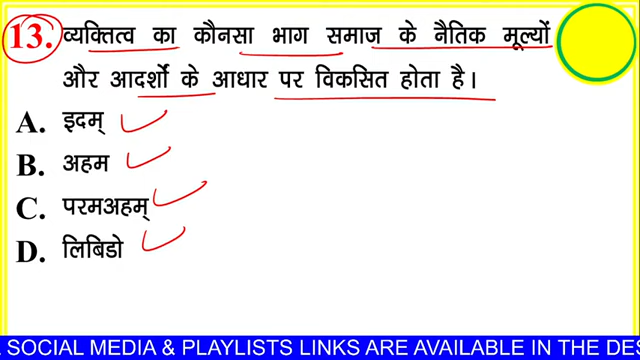 13. व्यक्तित्व का कौनसा भाग समाज के नैतिक मूल्यों
और आदर्शो के आधार पर विकसित होता है।
A. इदम्
B. अहम
C. परमअहम्
D. लिबिडो
SOCIAL MEDIA & PLAYLISTS LINKS ARE AVAILABLE IN THE